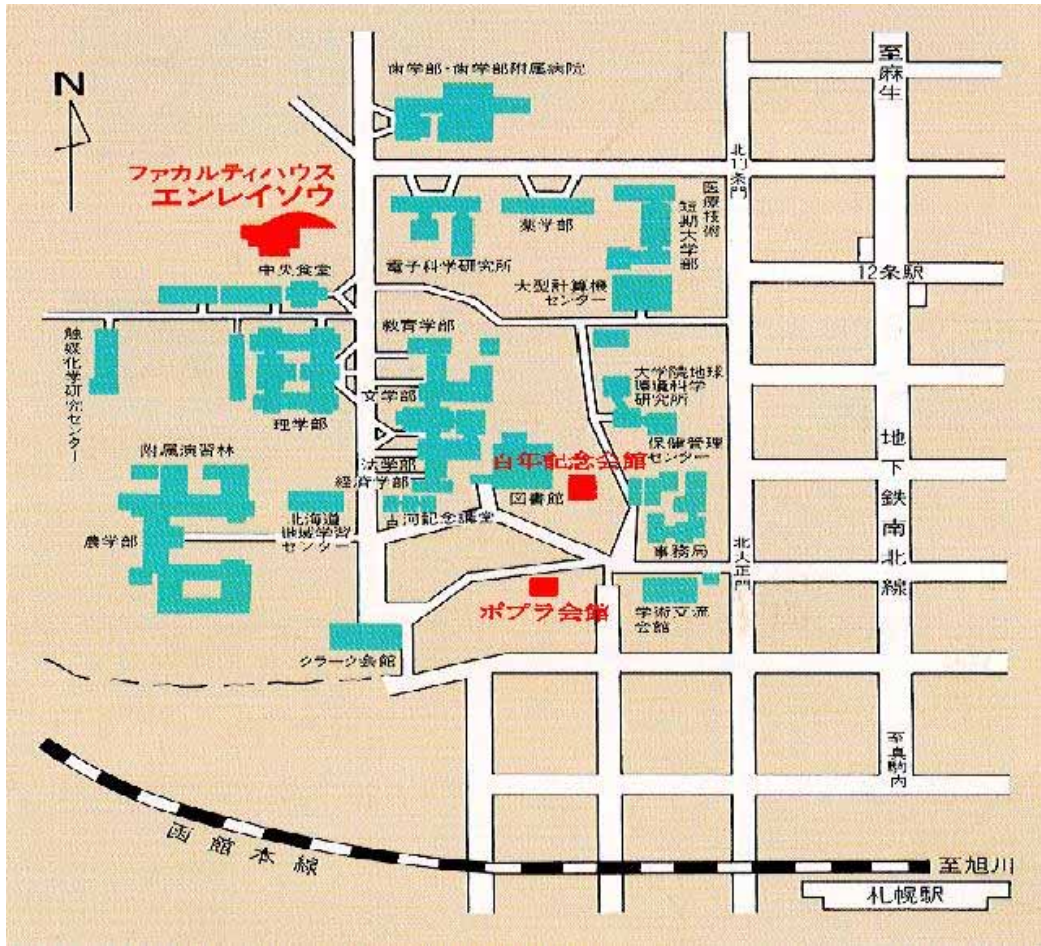 N
歯学部・歯学部附属病院
至麻生
ファカルティハウス
エンレイソウ
北13条門
薬学部
医療技術
短期大学部
中央食堂
電子科学研究所
12条駅
大型計算機
センター
教育学部
触媒化学研究センター
大学院地球
環境科学
研究所
文学部
理学部
保健管理
センター
附属演習林
法学部
経済学部
百年記念会館
図書館
地下鉄南北線
北海道
地域学習
センター
古河記念講堂
農学部
事務局
北大正門
ポプラ会館
学術交流
会館
クラーク会館
至真駒内
函館本線
至旭川
札幌駅